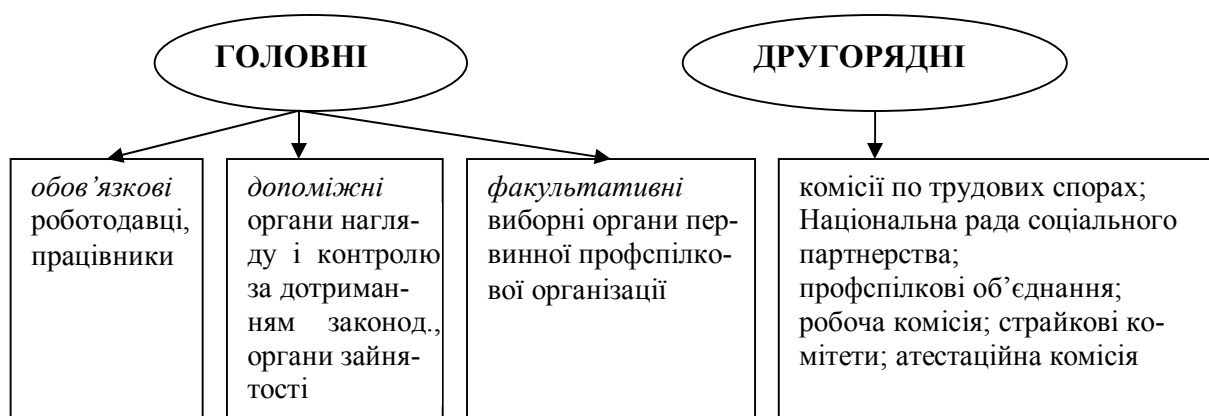 ГОЛОВНІ
ДРУГОРЯДНІ
обов’язкові
роботодавці,
працівники
допоміжні
органи нагля-
ду і контролю
за дотриман-
ням законод.,
органи зайня-
тості
факультативні
виборні органи пер-
винної профспілко-
вої організації
комісії по трудових спорах;
Національна рада соціального
партнерства;
профспілкові об’єднання;
робоча комісія; страйкові ко-
мітети; атестаційна комісія